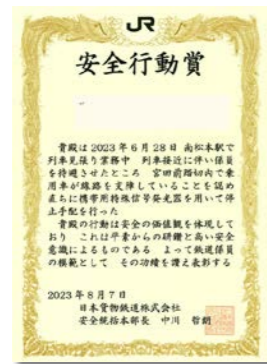 JR
安全行動賞
貴殿は2023年6月28日 南松本駅で
列車見張り業務中 列車接近に伴い係員
を待避させたところ 宮田前踏切内で乗
用車が線路を支障していることを認め
直ちに携帯用特殊信号発光器を用いて停
止手配を行った
貴殿の行動は安全の価値観を体現して
おり これは平素からの研鑽と高い安全
意識によるものである よって鉄道係員
の模範として その功績を讃え表彰する
2023年8月7日
日本貨物鉄道株式会社
安全統括本部長 中川 哲朗